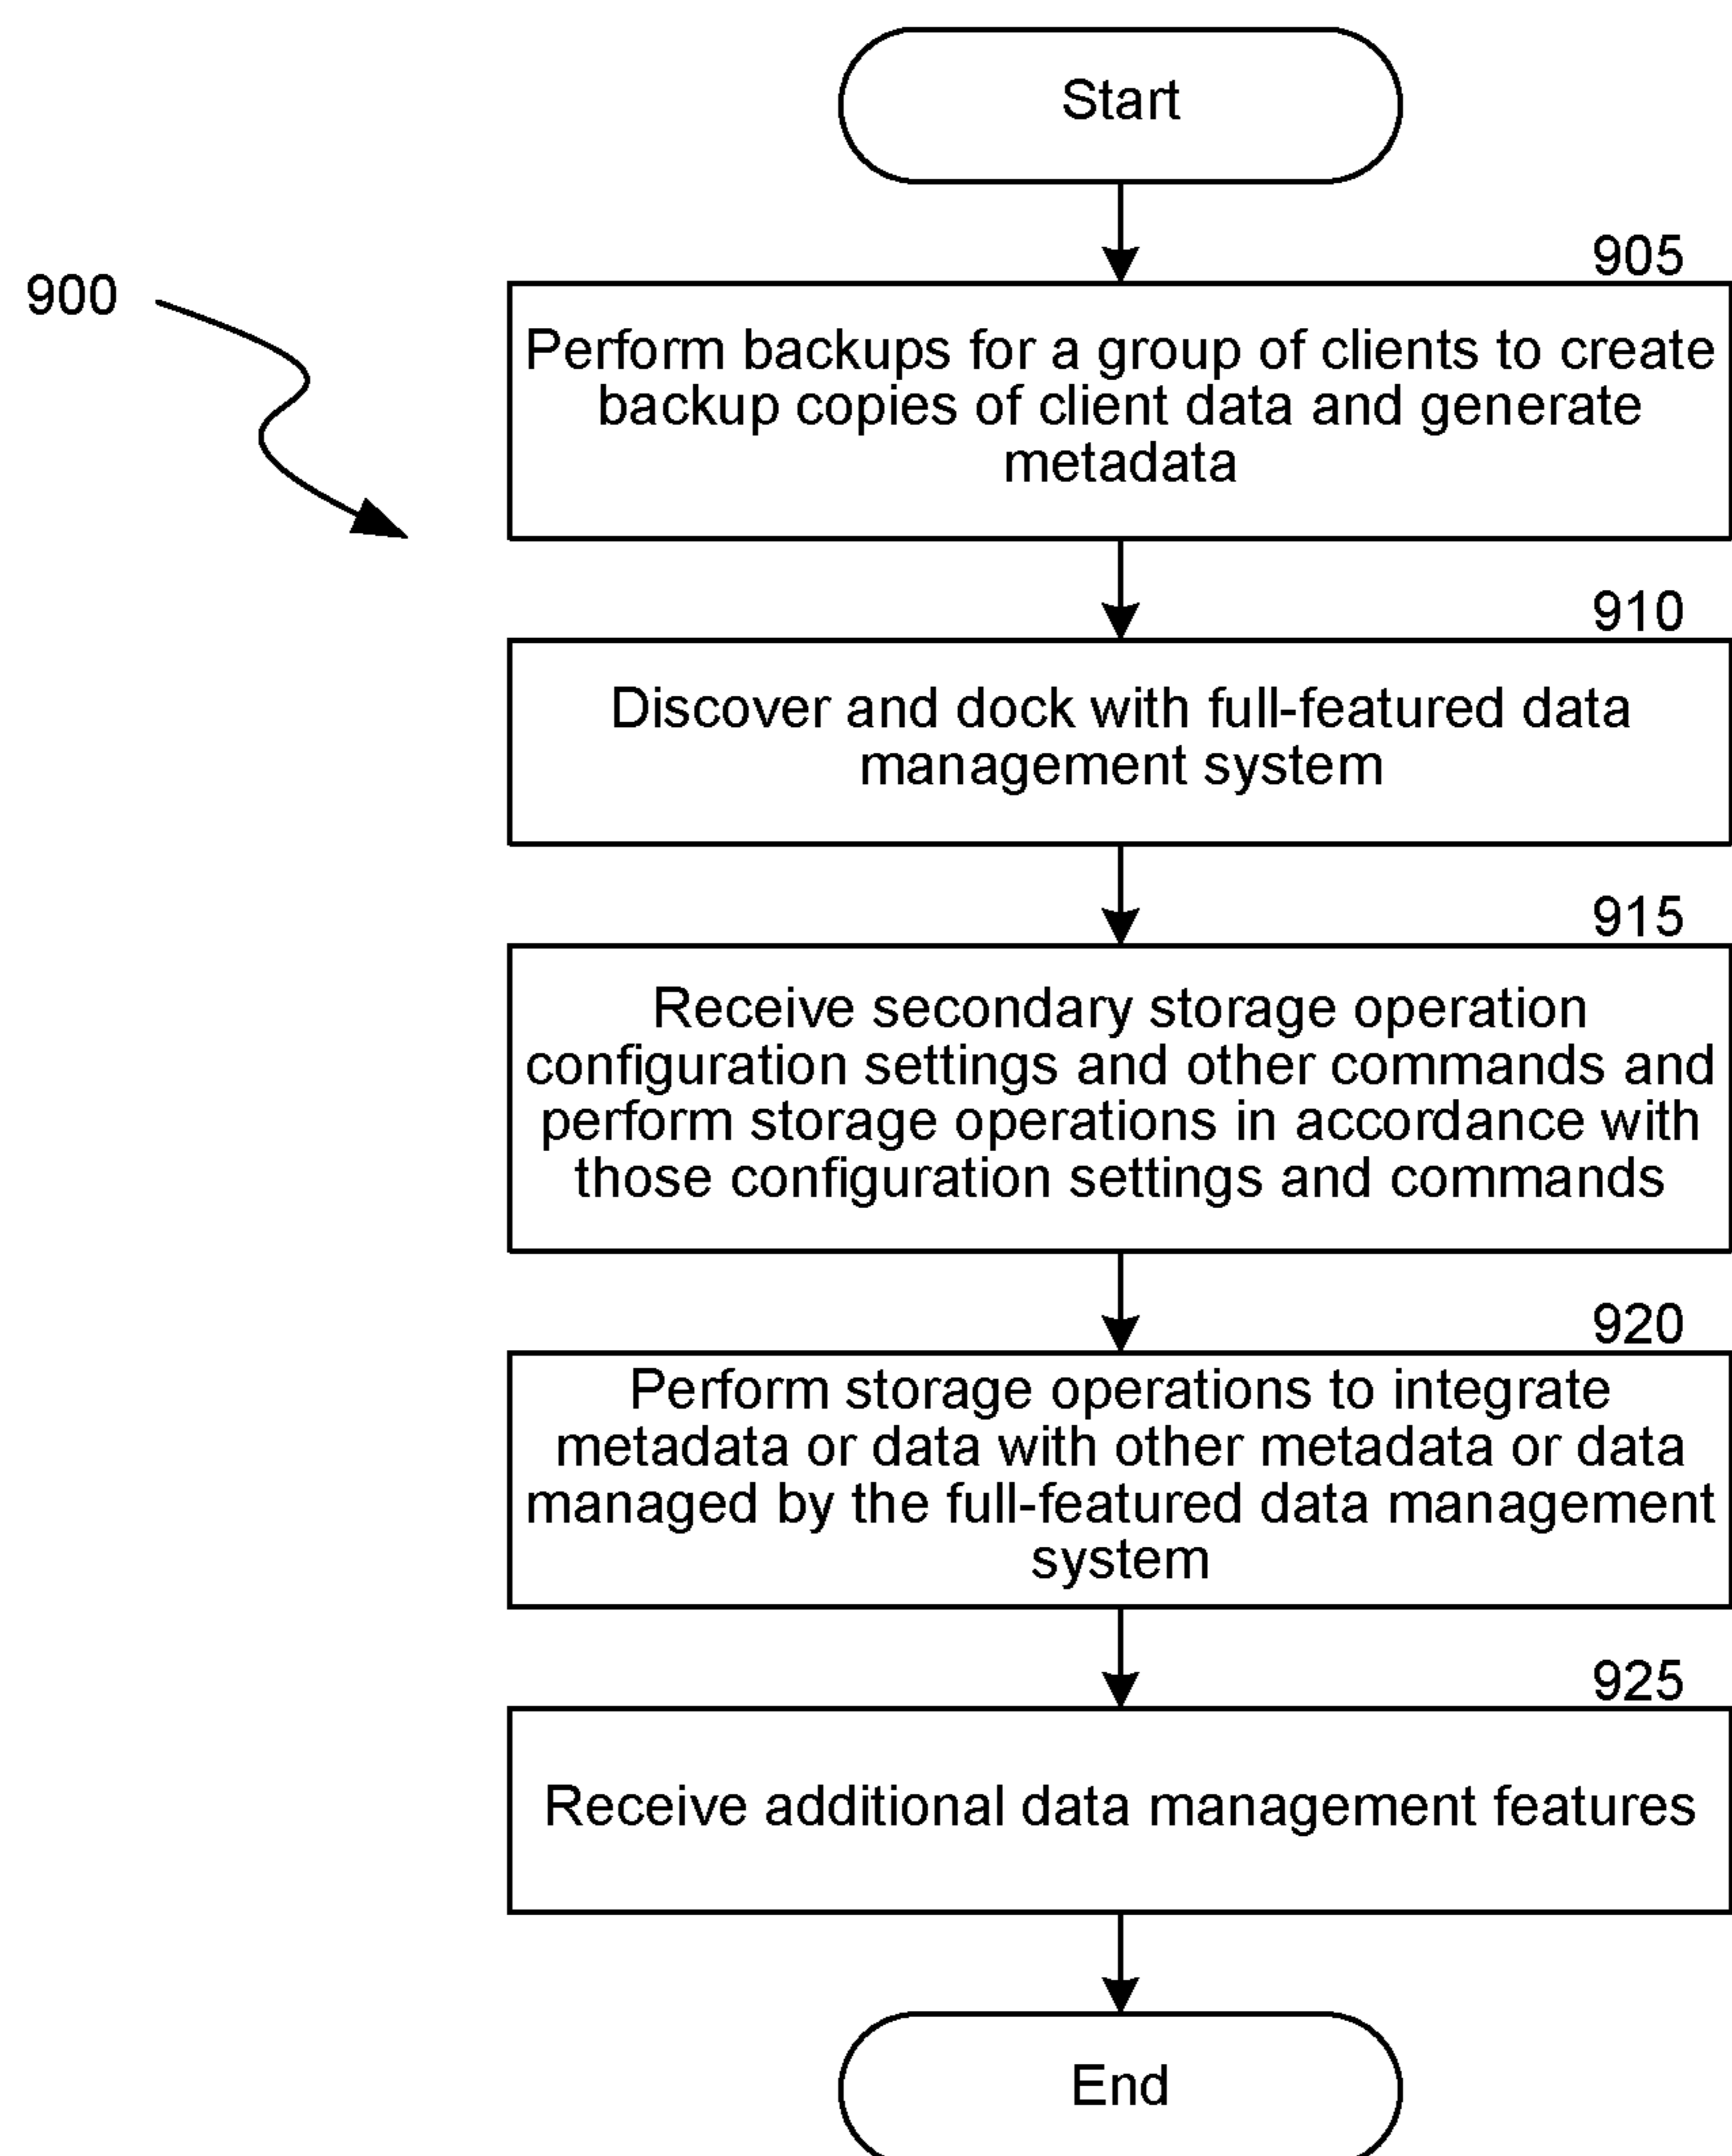 Start
900
905
Perform backups for a group of clients to create
backup copies of client data and generate
metadata
910
Discover and dock with full-featured data
management system
915
Receive secondary storage operation
configuration settings and other commands and
perform storage operations in accordance with
those configuration settings and commands
920
Perform storage operations to integrate
metadata or data with other metadata or data
managed by the full-featured data management
system
925
Receive additional data management features
End